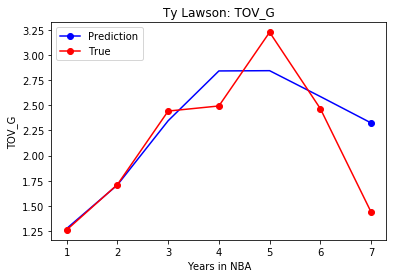 Ty Lawson: TOV_G
Prediction
True
3.25
3.00
2.75
2.50
2.25
2.00
1.75
1.50
1.25
TOV_G
1 2 3 4 5 6 7
Years in NBA